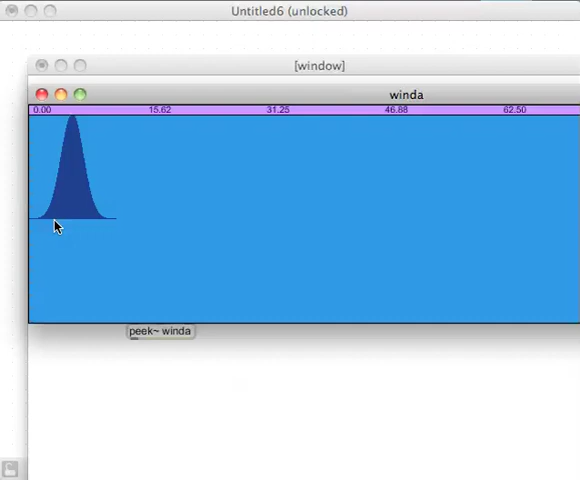 Untitled6 (unlocked)
[window]
winda
0.00 15.62 31.25 46.88 62.50
peek~ winda